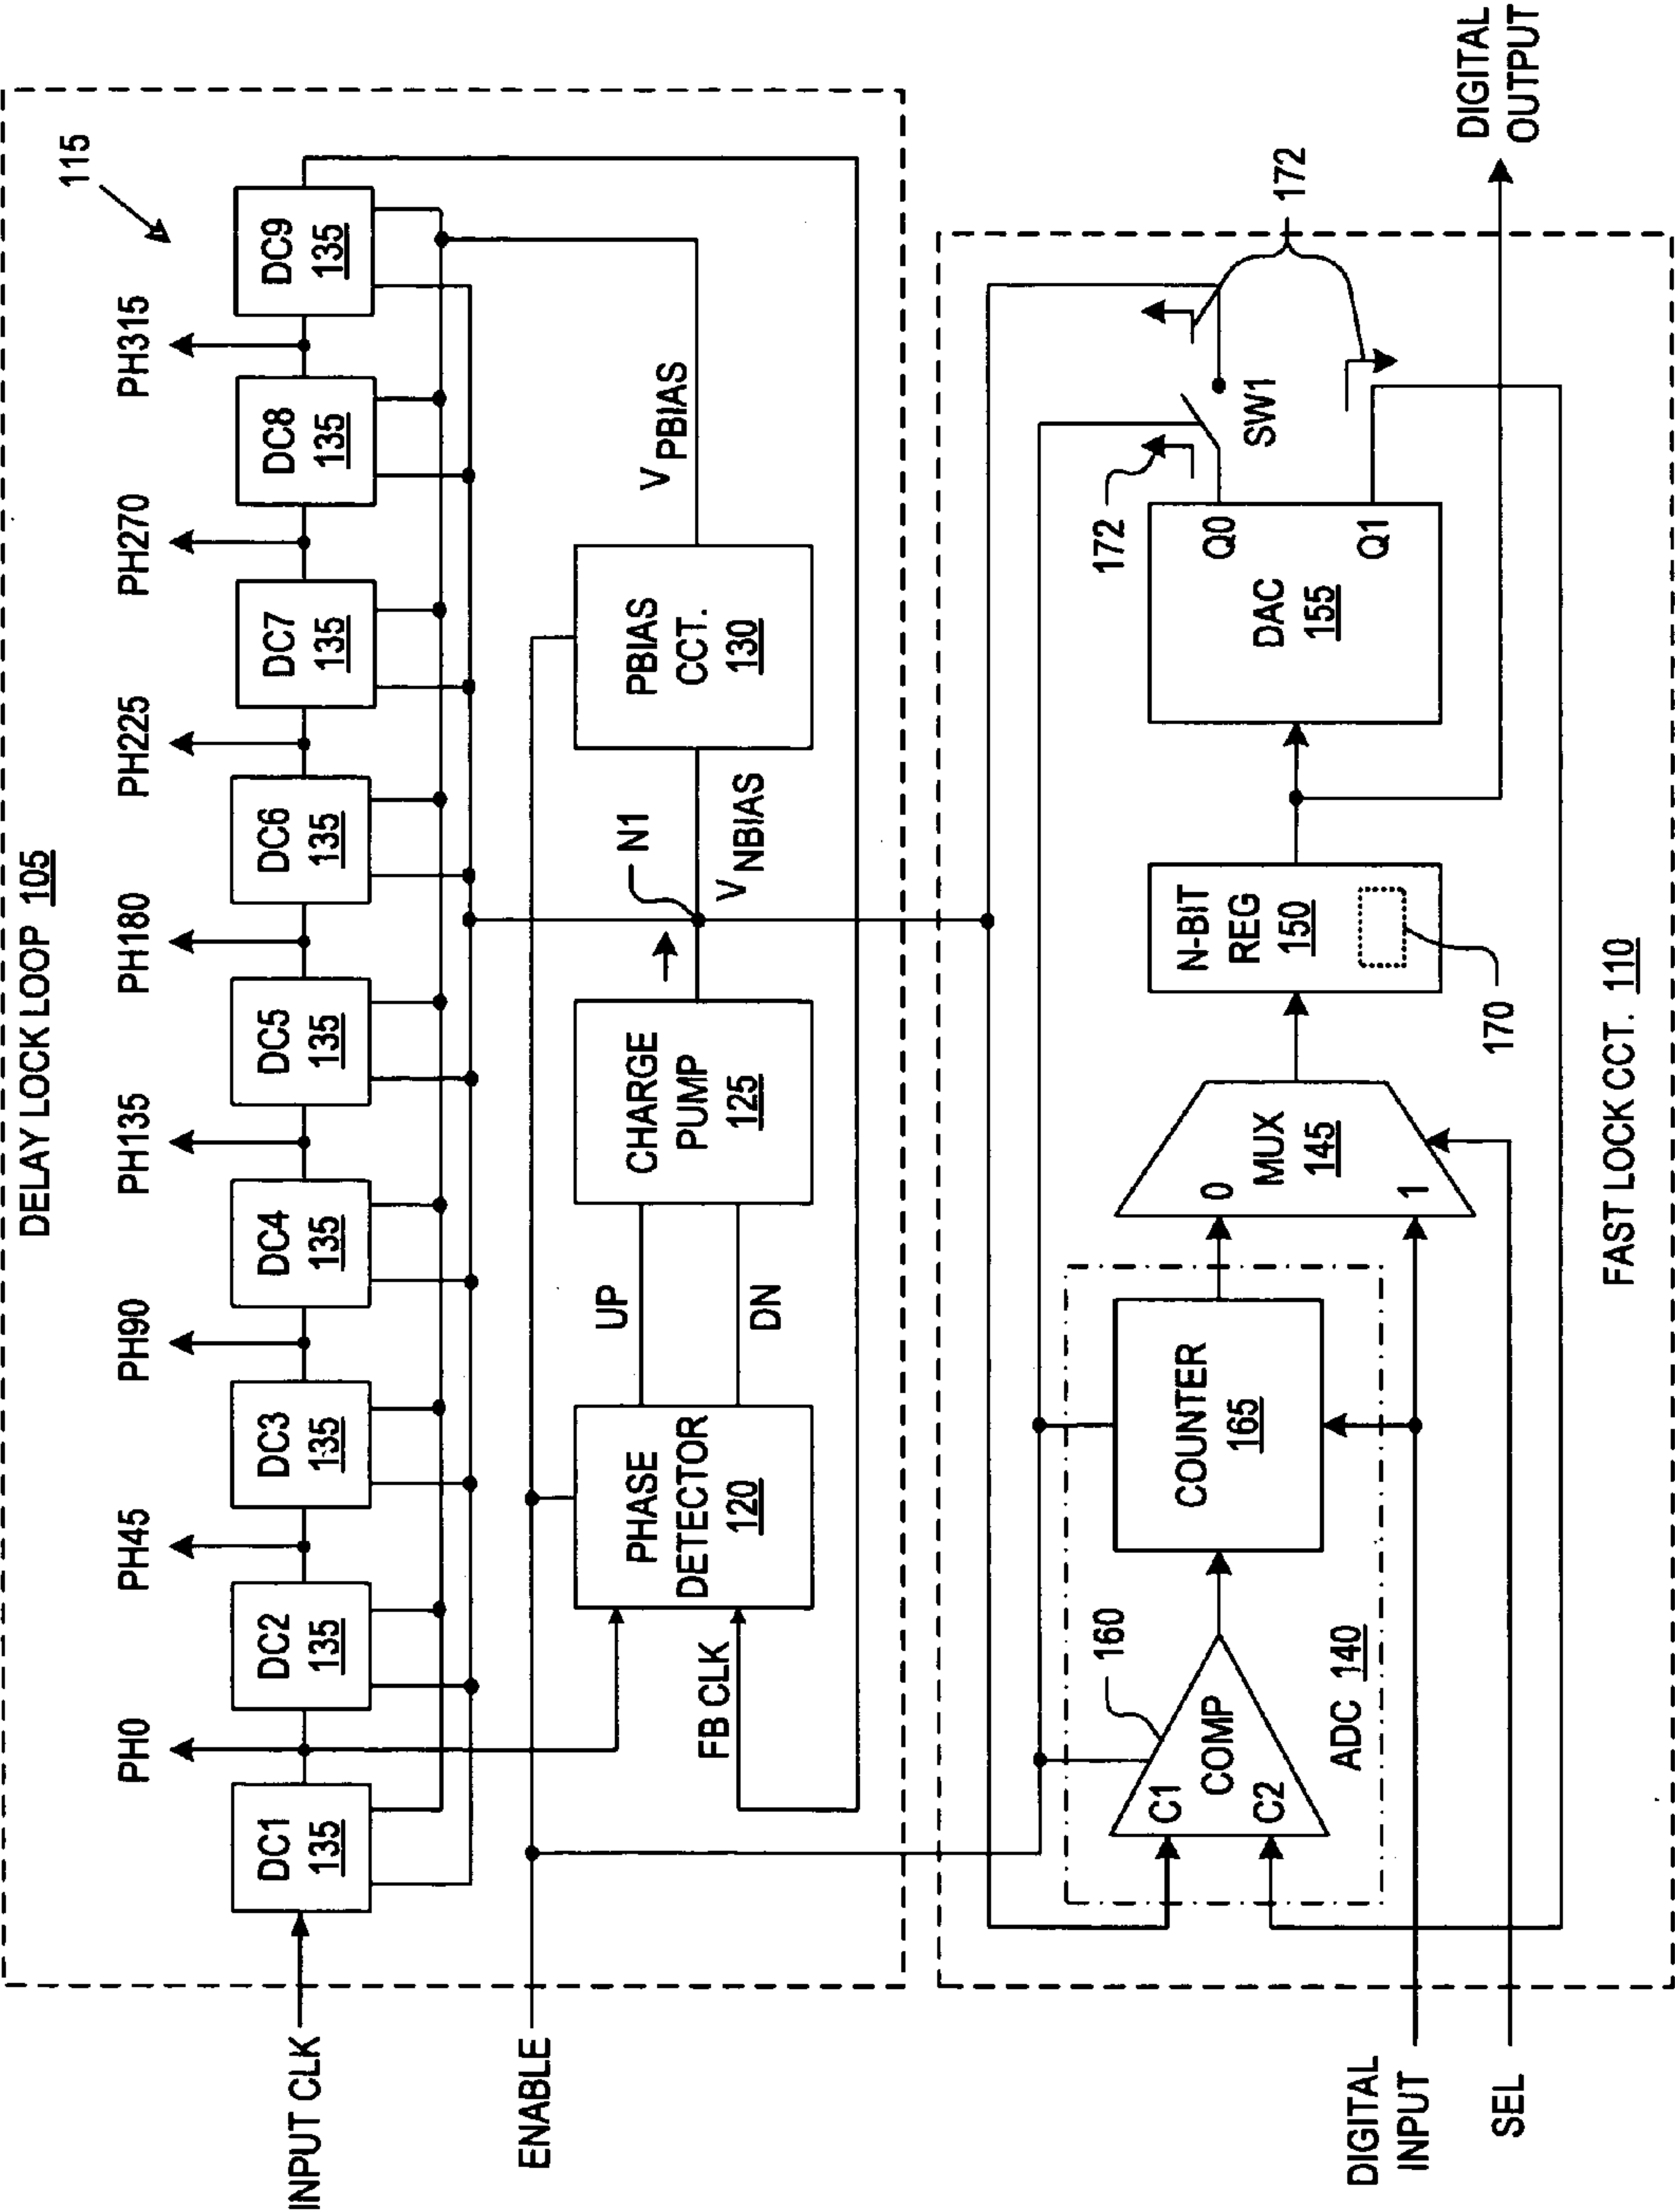 DELAY LOCK LOOP 105
115
PH0
PH45
PH90
PH135
PH180
PH225
PH270
PH315
INPUT CLK
DC1
135
DC2
135
DC3
135
DC4
135
DC5
135
DC6
135
DC7
135
DC8
135
DC9
135
ENABLE
FB CLK
PHASE
DETECTOR
120
UP
DN
CHARGE
PUMP
125
N1
VNBIAS
PBIAS
CCT.
130
VPBIAS
160
C1
COMP
C2
ADC 140
COUNTER
165
0
MUX
145
1
N-BIT
REG
150
170
DAC
155
Q0
Q1
172
SW1
172
DIGITAL
OUTPUT
DIGITAL
INPUT
SEL
FAST LOCK CCT. 110